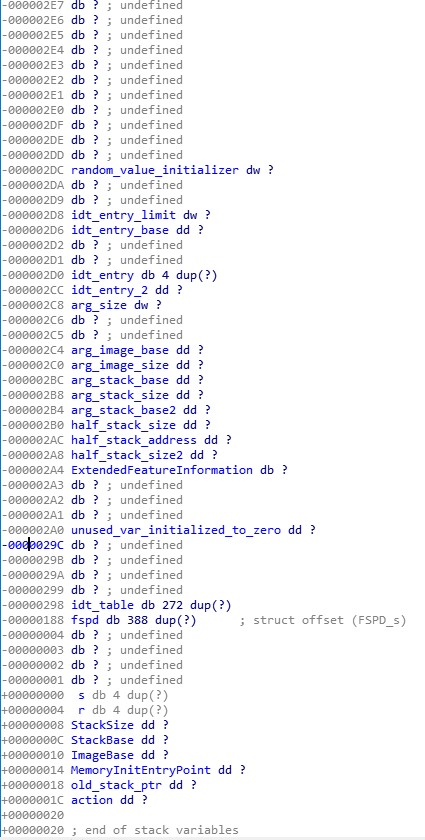 -000002E7 db ? ; undefined
-000002E6 db ? ; undefined
-000002E5 db ? ; undefined
-000002E4 db ? ; undefined
-000002E3 db ? ; undefined
-000002E2 db ? ; undefined
-000002E1 db ? ; undefined
-000002E0 db ? ; undefined
-000002DF db ? ; undefined
-000002DE db ? ; undefined
-000002DD db ? ; undefined
-000002DC random_value_initializer dw ?
-000002DA db ? ; undefined
-000002D9 db ? ; undefined
-000002D8 idt_entry_limit dw ?
-000002D6 idt_entry_base dd ?
-000002D2 db ? ; undefined
-000002D1 db ? ; undefined
-000002D0 idt_entry db 4 dup(?)
-000002CC idt_entry_2 dd ?
-000002C8 arg_size dw ?
-000002C6 db ? ; undefined
-000002C5 db ? ; undefined
-000002C4 arg_image_base dd ?
-000002C0 arg_image_size dd ?
-000002BC arg_stack_base dd ?
-000002B8 arg_stack_size dd ?
-000002B4 arg_stack_base2 dd ?
-000002B0 half_stack_size dd ?
-000002AC half_stack_address dd ?
-000002A8 half_stack_size2 dd ?
-000002A4 ExtendedFeatureInformation db ?
-000002A3 db ? ; undefined
-000002A2 db ? ; undefined
-000002A1 db ? ; undefined
-000002A0 unused_var_initialized_to_zero dd ?
-0000029C db ? ; undefined
-0000029B db ? ; undefined
-0000029A db ? ; undefined
-00000299 db ? ; undefined
-00000298 idt_table db 272 dup(?)
-00000188 fspd db 388 dup(?) ; struct offset (FSPD_s)
-00000004 db ? ; undefined
-00000003 db ? ; undefined
-00000002 db ? ; undefined
-00000001 db ? ; undefined
+00000000 s db 4 dup(?)
+00000004 r db 4 dup(?)
+00000008 StackSize dd ?
+0000000C StackBase dd ?
+00000010 ImageBase dd ?
+00000014 MemoryInitEntryPoint dd ?
+00000018 old_stack_ptr dd ?
+0000001C action dd ?
+00000020
+00000020 ; end of stack variables